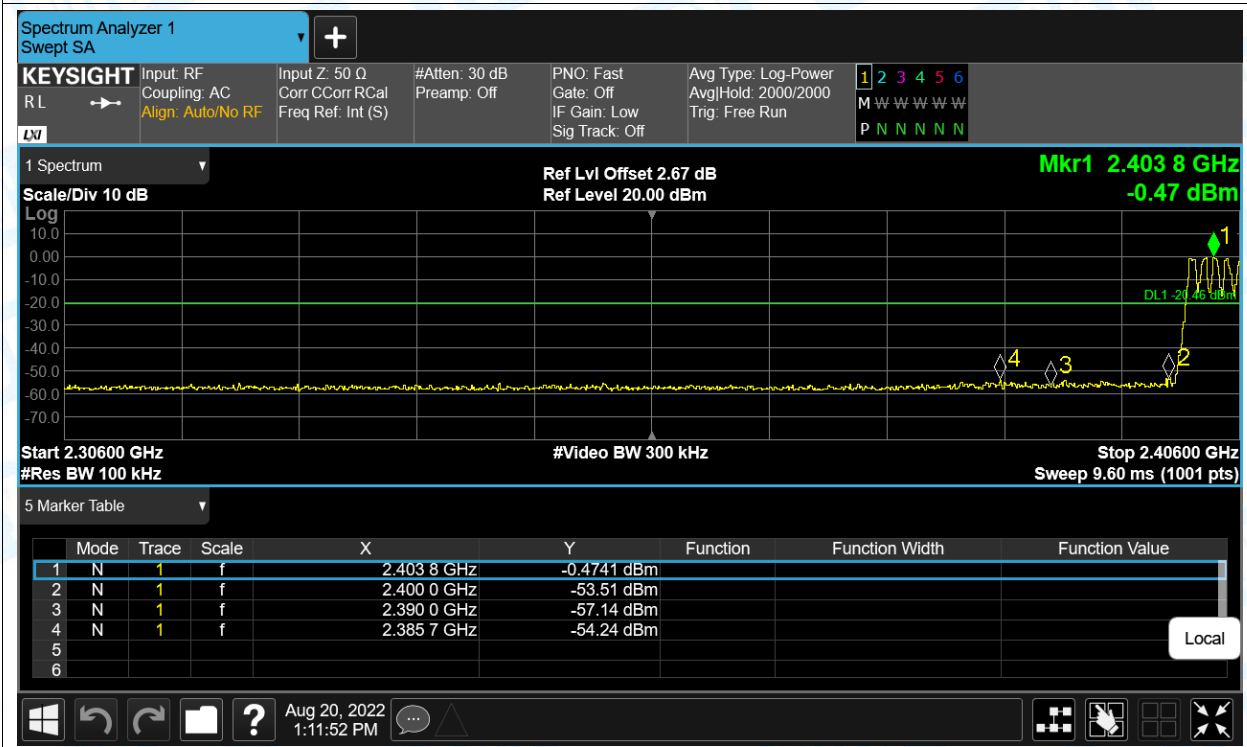 Spectrum Analyzer 1
Swept SA
KEYSIGHT Input: RF Input Z: 50 Ω #Atten: 30 dB PNO: Fast Avg Type: Log-Power 1 2 3 4 5 6
R L Coupling: AC Corr CCorr RCal Preamp: Off Gate: Off Avg|Hold: 2000/2000 M W W W W W W
Align: Auto/No RF Freq Ref: Int (S) IF Gain: Low Trig: Free Run
LXI Sig Track: Off P N N N N N
1 Spectrum Ref Lvl Offset 2.67 dB Mkr1 2.403 8 GHz
Scale/Div 10 dB Ref Level 20.00 dBm -0.47 dBm
Log
10.0 1
0.00
-10.0
-20.0 DL1 -20.46 dBm
-30.0
-40.0
4 3 2
-50.0
-60.0
-70.0
Start 2.30600 GHz #Video BW 300 kHz Stop 2.40600 GHz
#Res BW 100 kHz Sweep 9.60 ms (1001 pts)
5 Marker Table
Mode Trace Scale X Y Function Function Width Function Value
1 N 1 f 2.403 8 GHz -0.4741 dBm
2 N 1 f 2.400 0 GHz -53.51 dBm
3 N 1 f 2.390 0 GHz -57.14 dBm
4 N 1 f 2.385 7 GHz -54.24 dBm
5
Local
6
? Aug 20, 2022
1:11:52 PM